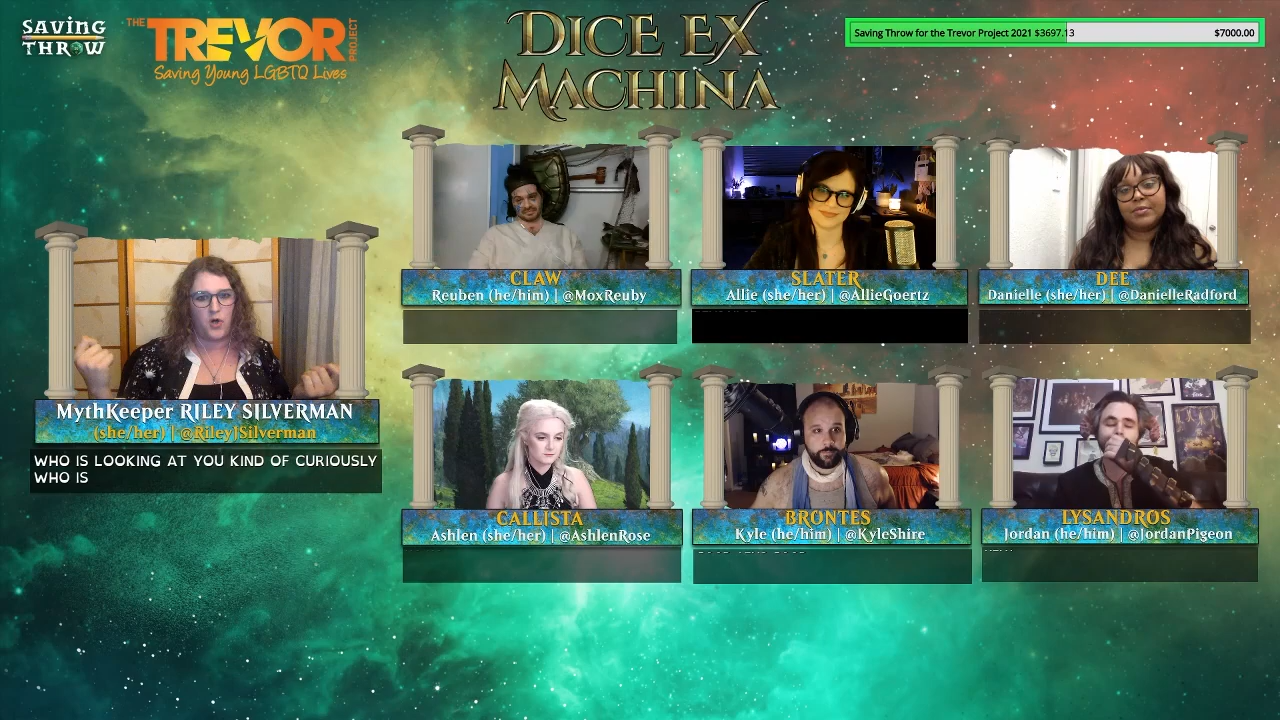 SAVING
THROW
THE
TREVOR
PROJECT
Saving Young LGBTQ Lives
DICE EX
MACHINA
Saving Throw for the Trevor Project 2021 $3697.13
$7000.00
CLAW
Reuben (he/him) | @MoxReuby
SLATER
Allie (she/her) | @AllieGoertz
DEE
Danielle (she/her) | @DanielleRadford
MythKeeper RILEY SILVERMAN
(she/her) | @RileyJSilverman
WHO IS LOOKING AT YOU KIND OF CURIOUSLY
WHO IS
CALLISTA
Ashlen (she/her) | @AshlenRose
BRONTES
Kyle (he/him) | @KyleShire
LYSANDROS
Jordan (he/him) | @JordanPigeon